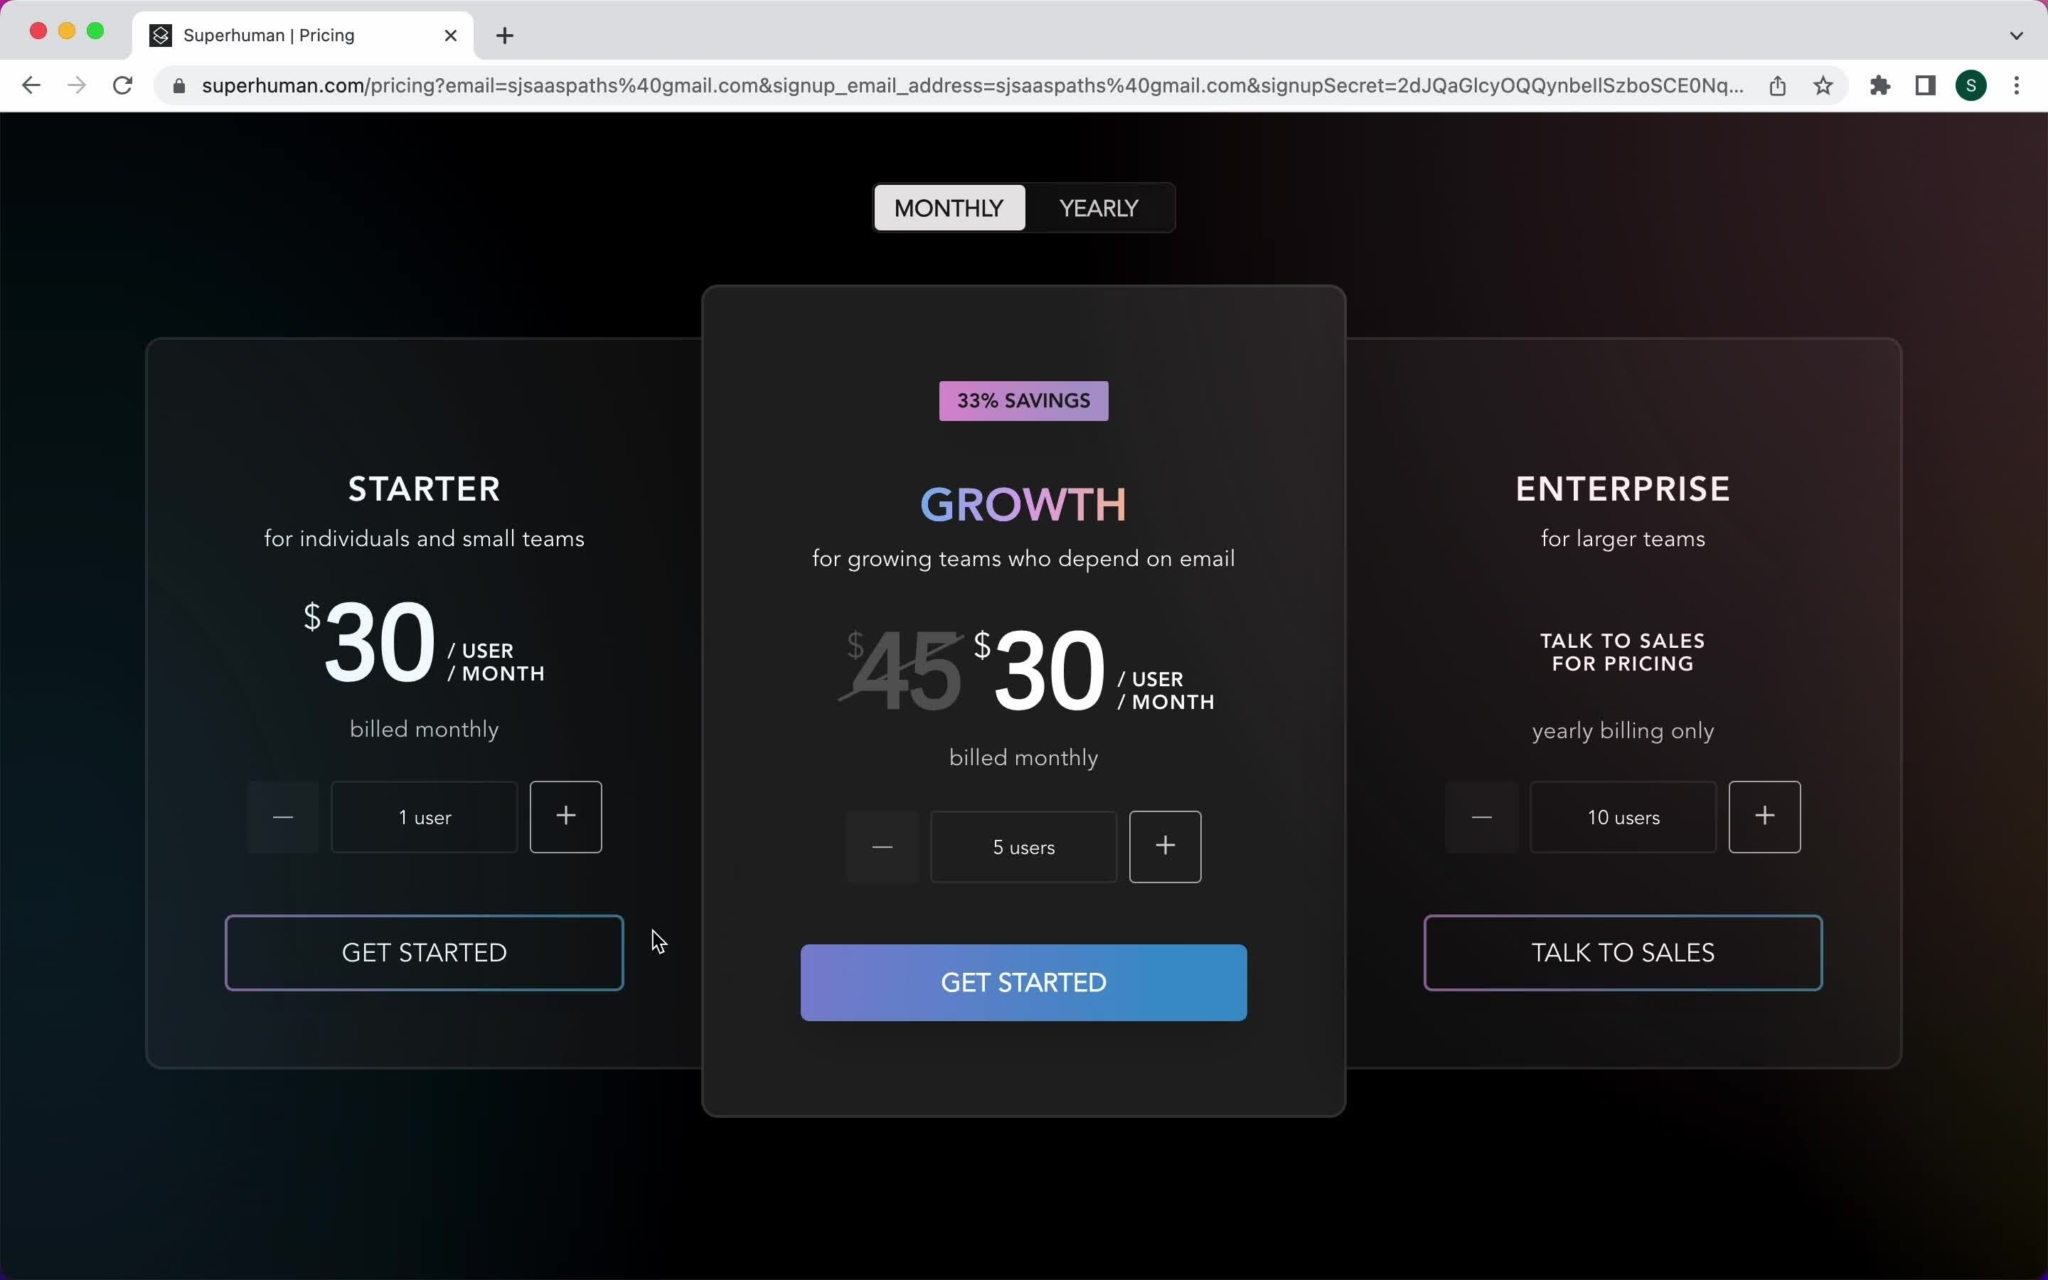 Superhuman | Pricing
superhuman.com/pricing?email=sjsaaspaths%40gmail.com&signup_email_address=sjsaaspaths%40gmail.com&signupSecret=2dJQaGlcyOQQynbeIlSzboSCE0Nq...
S
MONTHLY YEARLY
33% SAVINGS
STARTER
for individuals and small teams
$30 / USER
/ MONTH
billed monthly
1 user
GET STARTED
GROWTH
for growing teams who depend on email
$45 $30 / USER
/ MONTH
billed monthly
5 users
GET STARTED
ENTERPRISE
for larger teams
TALK TO SALES
FOR PRICING
yearly billing only
10 users
TALK TO SALES